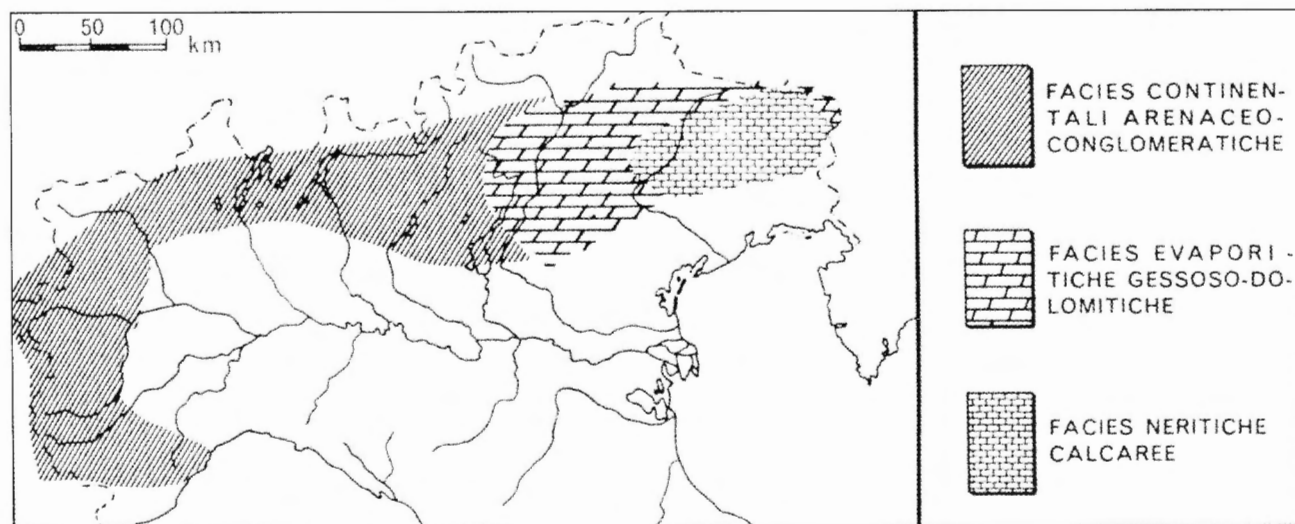 0 50 100
km
FACIES CONTINEN-
TALI ARENACEO-
CONGLOMERATICHE
FACIES EVAPORI-
TICHE GESSOSO-DO-
LOMITICHE
FACIES NERITICHE
CALCAREE